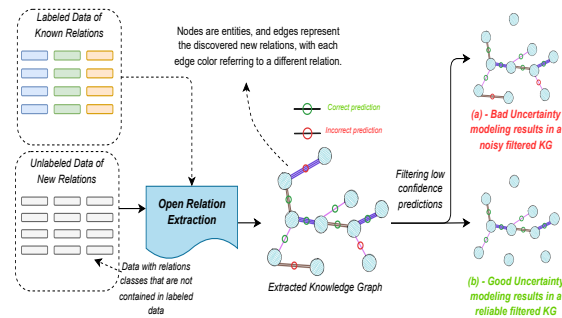 Labeled Data of
Known Relations
Nodes are entities, and edges represent
the discovered new relations, with each
edge color referring to a different relation.
Correct prediction
Incorrect prediction
Unlabeled Data of
New Relations
Open Relation
Extraction
Data with relations
classes that are not
contained in labeled
data
Extracted Knowledge Graph
Filtering low
confidence
predictions
(a) - Bad Uncertainty
modeling results in a
noisy filtered KG
(b) - Good Uncertainty
modeling results in a
reliable filtered KG